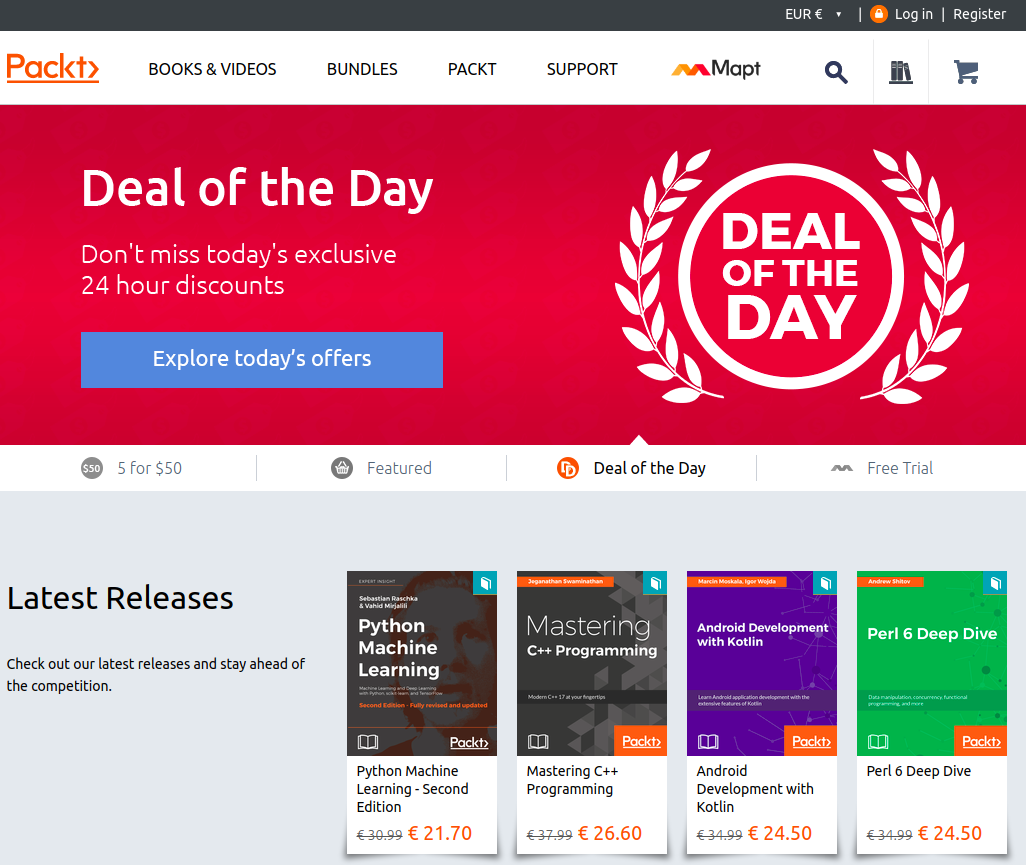 EUR € ▾ | Log in | Register
Packt>
BOOKS & VIDEOS BUNDLES PACKT SUPPORT Mapt
Deal of the Day
Don't miss today's exclusive
24 hour discounts
Explore today’s offers
DEAL
OF THE
DAY
$50 5 for $50 Featured Deal of the Day Free Trial
Latest Releases
Check out our latest releases and stay ahead of
the competition.
EXPERT INSIGHT
Sebastian Raschka
& Vahid Mirjalili
Python
Machine
Learning
Machine Learning and Deep Learning
with Python, scikit-learn, and TensorFlow
Second Edition - Fully revised and updated
Packt>
Python Machine
Learning - Second
Edition
€ 30.99 € 21.70
Jeganathan Swaminathan
Mastering
C++ Programming
Modern C++ 17 at your fingertips
Packt>
Mastering C++
Programming
€ 37.99 € 26.60
Marcin Moskala, Igor Wojda
Android Development
with Kotlin
Learn Android application development with the
extensive features of Kotlin
Packt>
Android
Development with
Kotlin
€ 34.99 € 24.50
Andrew Shitov
Perl 6 Deep Dive
Data manipulation, concurrency, functional
programming, and more
Packt>
Perl 6 Deep Dive
€ 34.99 € 24.50